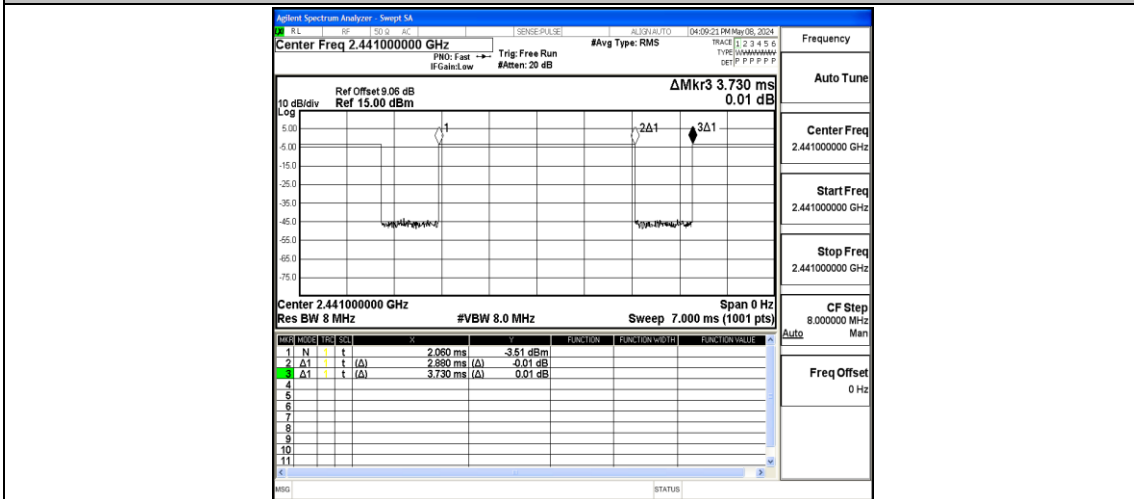 Agilent Spectrum Analyzer - Swept SA
RL RF 50 Ω AC SENSE:PULSE ALIGNAUTO 04:09:21 PM May 08, 2024
Center Freq 2.441000000 GHz
PNO: Fast
IFGain:Low
Trig: Free Run
#Atten: 20 dB
#Avg Type: RMS
TRACE 1 2 3 4 5 6
TYPE
DET P P P P P P
Frequency
ΔMkr3 3.730 ms
0.01 dB
Ref Offset 9.06 dB
10 dB/div Ref 15.00 dBm
Log
5.00
-5.00
-15.0
-25.0
-35.0
-45.0
-55.0
-65.0
-75.0
1
2Δ1
3Δ1
Center 2.441000000 GHz Span 0 Hz
Res BW 8 MHz #VBW 8.0 MHz Sweep 7.000 ms (1001 pts)
MKR MODE TRC SCL X Y FUNCTION FUNCTION WIDTH FUNCTION VALUE
1 N 1 t 2.060 ms -3.51 dBm
2 Δ1 1 t (Δ) 2.880 ms (Δ) -0.01 dB
3 Δ1 1 t (Δ) 3.730 ms (Δ) 0.01 dB
4
5
6
7
8
9
10
11
Auto Tune
Center Freq
2.441000000 GHz
Start Freq
2.441000000 GHz
Stop Freq
2.441000000 GHz
CF Step
8.000000 MHz
Auto Man
Freq Offset
0 Hz
MSG STATUS